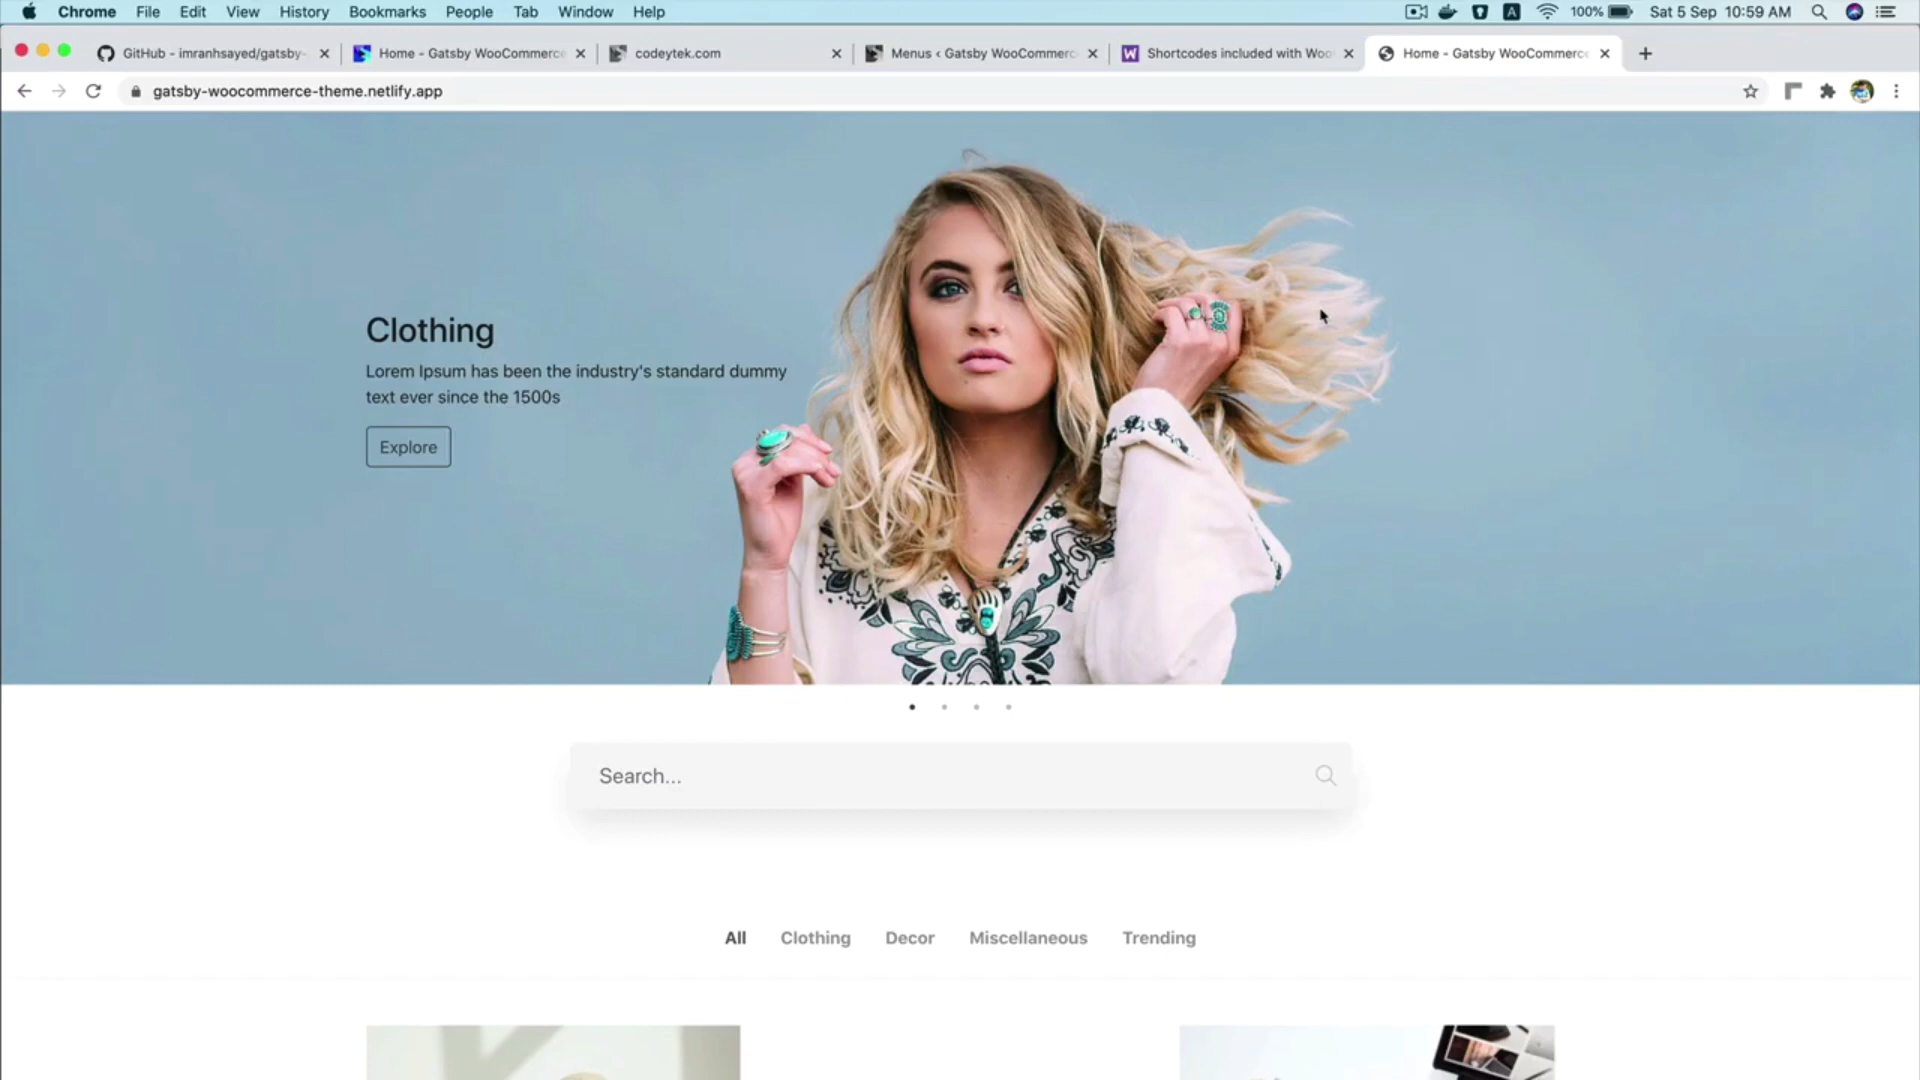 Chrome File Edit View History Bookmarks People Tab Window Help
100% Sat 5 Sep 10:59 AM
GitHub - imranhsayed/gatsby-
Home - Gatsby WooCommerce
codeytek.com
Menus ‹ Gatsby WooCommerc
Shortcodes included with Woo
Home - Gatsby WooCommerce
gatsby-woocommerce-theme.netlify.app
Clothing
Lorem Ipsum has been the industry's standard dummy
text ever since the 1500s
Explore
Search...
All Clothing Decor Miscellaneous Trending